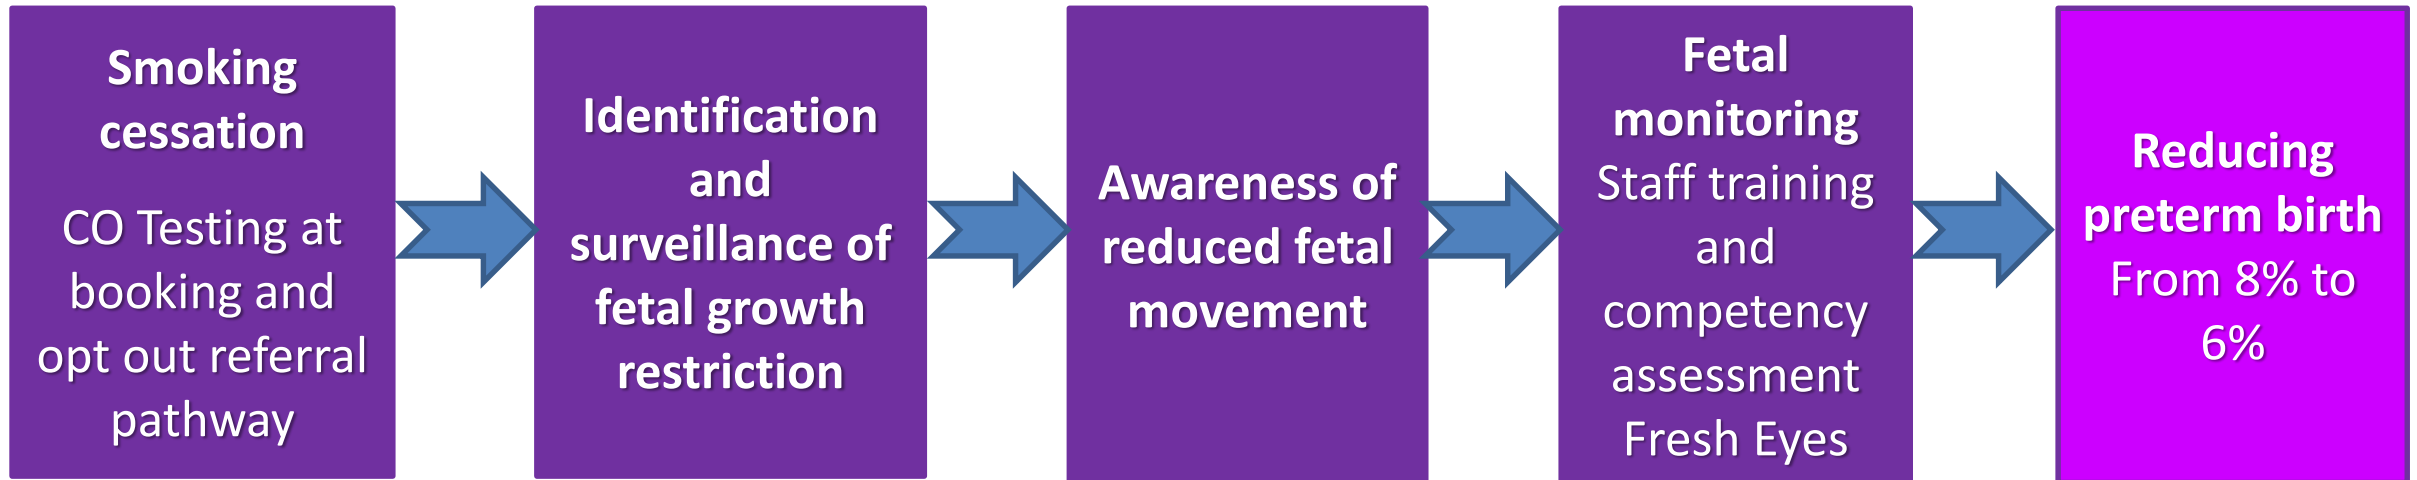 Smoking
cessation
CO Testing at
booking and
opt out referral
pathway
Identification
and
surveillance of
fetal growth
restriction
Awareness of
reduced fetal
movement
Fetal
monitoring
Staff training
and
competency
assessment
Fresh Eyes
Reducing
preterm birth
From 8% to
6%